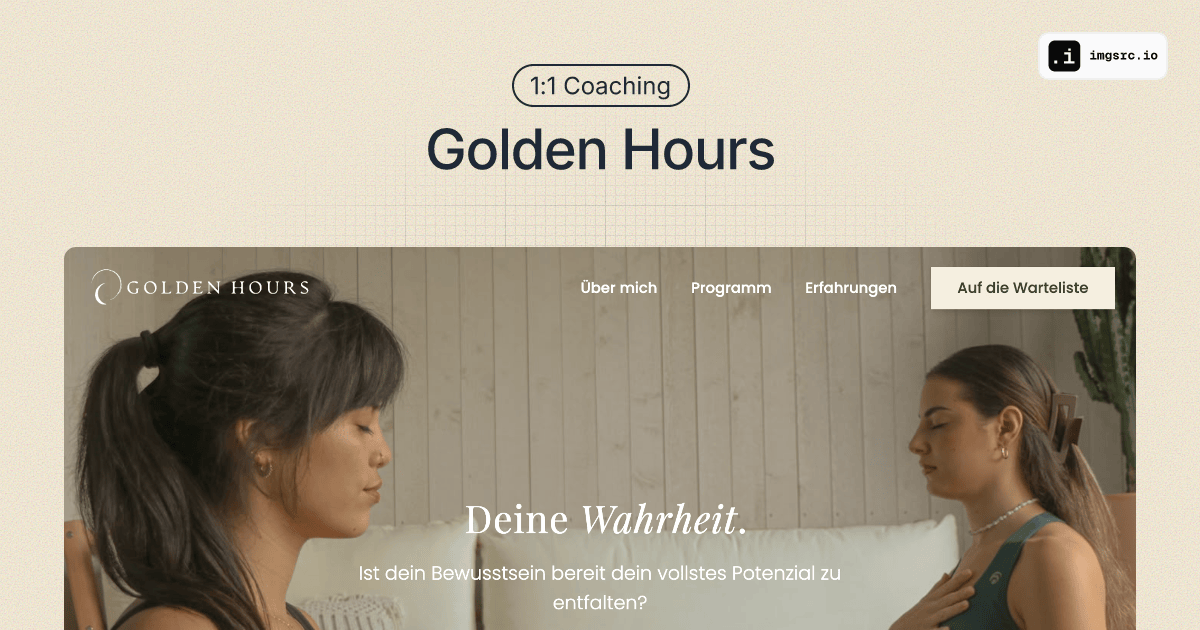 .i imgsrc.io
1:1 Coaching
Golden Hours
GOLDEN HOURS
Über mich
Programm
Erfahrungen
Auf die Warteliste
Deine Wahrheit.
Ist dein Bewusstsein bereit dein vollstes Potenzial zu
entfalten?